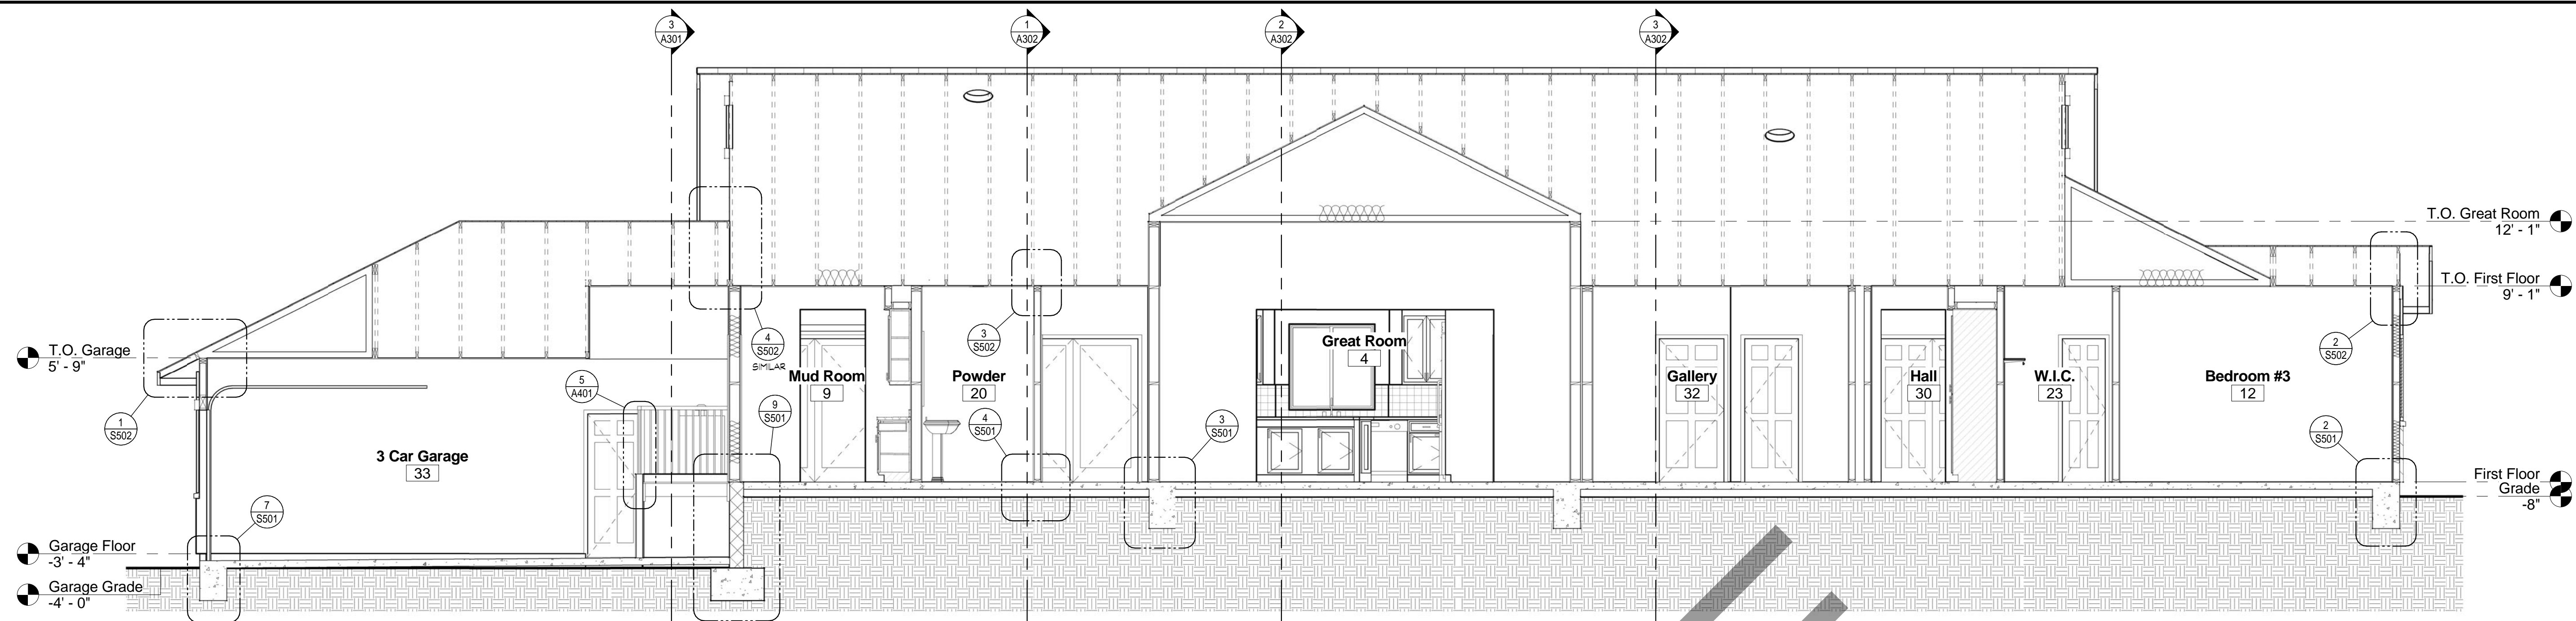 3
A301
1
A302
2
A302
3
A302
T.O. Great Room
12' - 1"
T.O. First Floor
9' - 1"
4
S502
SIMILAR
3
S502
2
S502
T.O. Garage
5' - 9"
1
S502
5
A401
Mud Room
9
Powder
20
Great Room
4
Gallery
32
Hall
30
W.I.C.
23
Bedroom #3
12
9
S501
4
S501
3
S501
2
S501
3 Car Garage
33
7
S501
First Floor
Grade
-8"
Garage Floor
-3' - 4"
Garage Grade
-4' - 0"